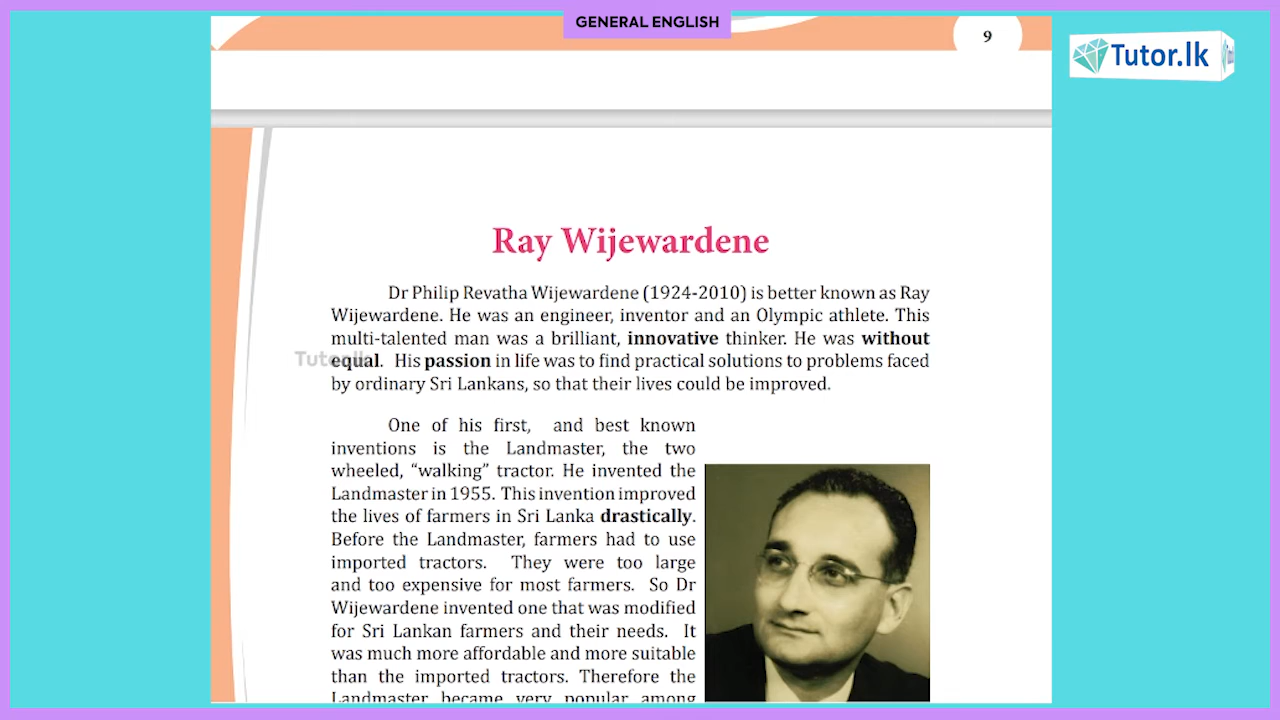 GENERAL ENGLISH
9
Tutor.lk
Ray Wijewardene
Dr Philip Revatha Wijewardene (1924-2010) is better known as Ray
Wijewardene. He was an engineer, inventor and an Olympic athlete. This
multi-talented man was a brilliant, innovative thinker. He was without
equal. His passion in life was to find practical solutions to problems faced
by ordinary Sri Lankans, so that their lives could be improved.
One of his first, and best known
inventions is the Landmaster, the two
wheeled, “walking” tractor. He invented the
Landmaster in 1955. This invention improved
the lives of farmers in Sri Lanka drastically.
Before the Landmaster, farmers had to use
imported tractors. They were too large
and too expensive for most farmers. So Dr
Wijewardene invented one that was modified
for Sri Lankan farmers and their needs. It
was much more affordable and more suitable
than the imported tractors. Therefore the
Landmaster became very popular among